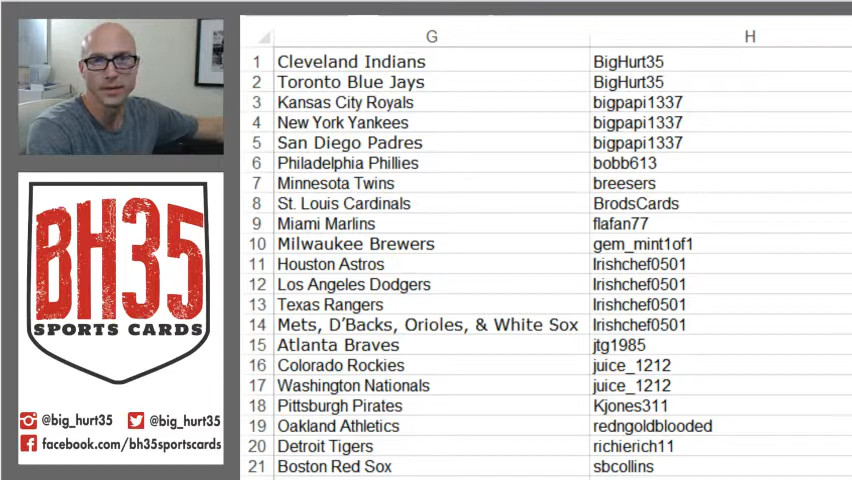 G H
1 Cleveland Indians BigHurt35
2 Toronto Blue Jays BigHurt35
3 Kansas City Royals bigpapi1337
4 New York Yankees bigpapi1337
5 San Diego Padres bigpapi1337
6 Philadelphia Phillies bobb613
7 Minnesota Twins breesers
8 St. Louis Cardinals BrodsCards
9 Miami Marlins flafan77
10 Milwaukee Brewers gem_mint1of1
11 Houston Astros Irishchef0501
12 Los Angeles Dodgers Irishchef0501
13 Texas Rangers Irishchef0501
14 Mets, D'Backs, Orioles, & White Sox Irishchef0501
15 Atlanta Braves jtg1985
16 Colorado Rockies juice_1212
17 Washington Nationals juice_1212
18 Pittsburgh Pirates Kjones311
19 Oakland Athletics redngoldblooded
20 Detroit Tigers richierich11
21 Boston Red Sox sbcollins
BH35
SPORTS CARDS
@big_hurt35 @big_hurt35
facebook.com/bh35sportscards